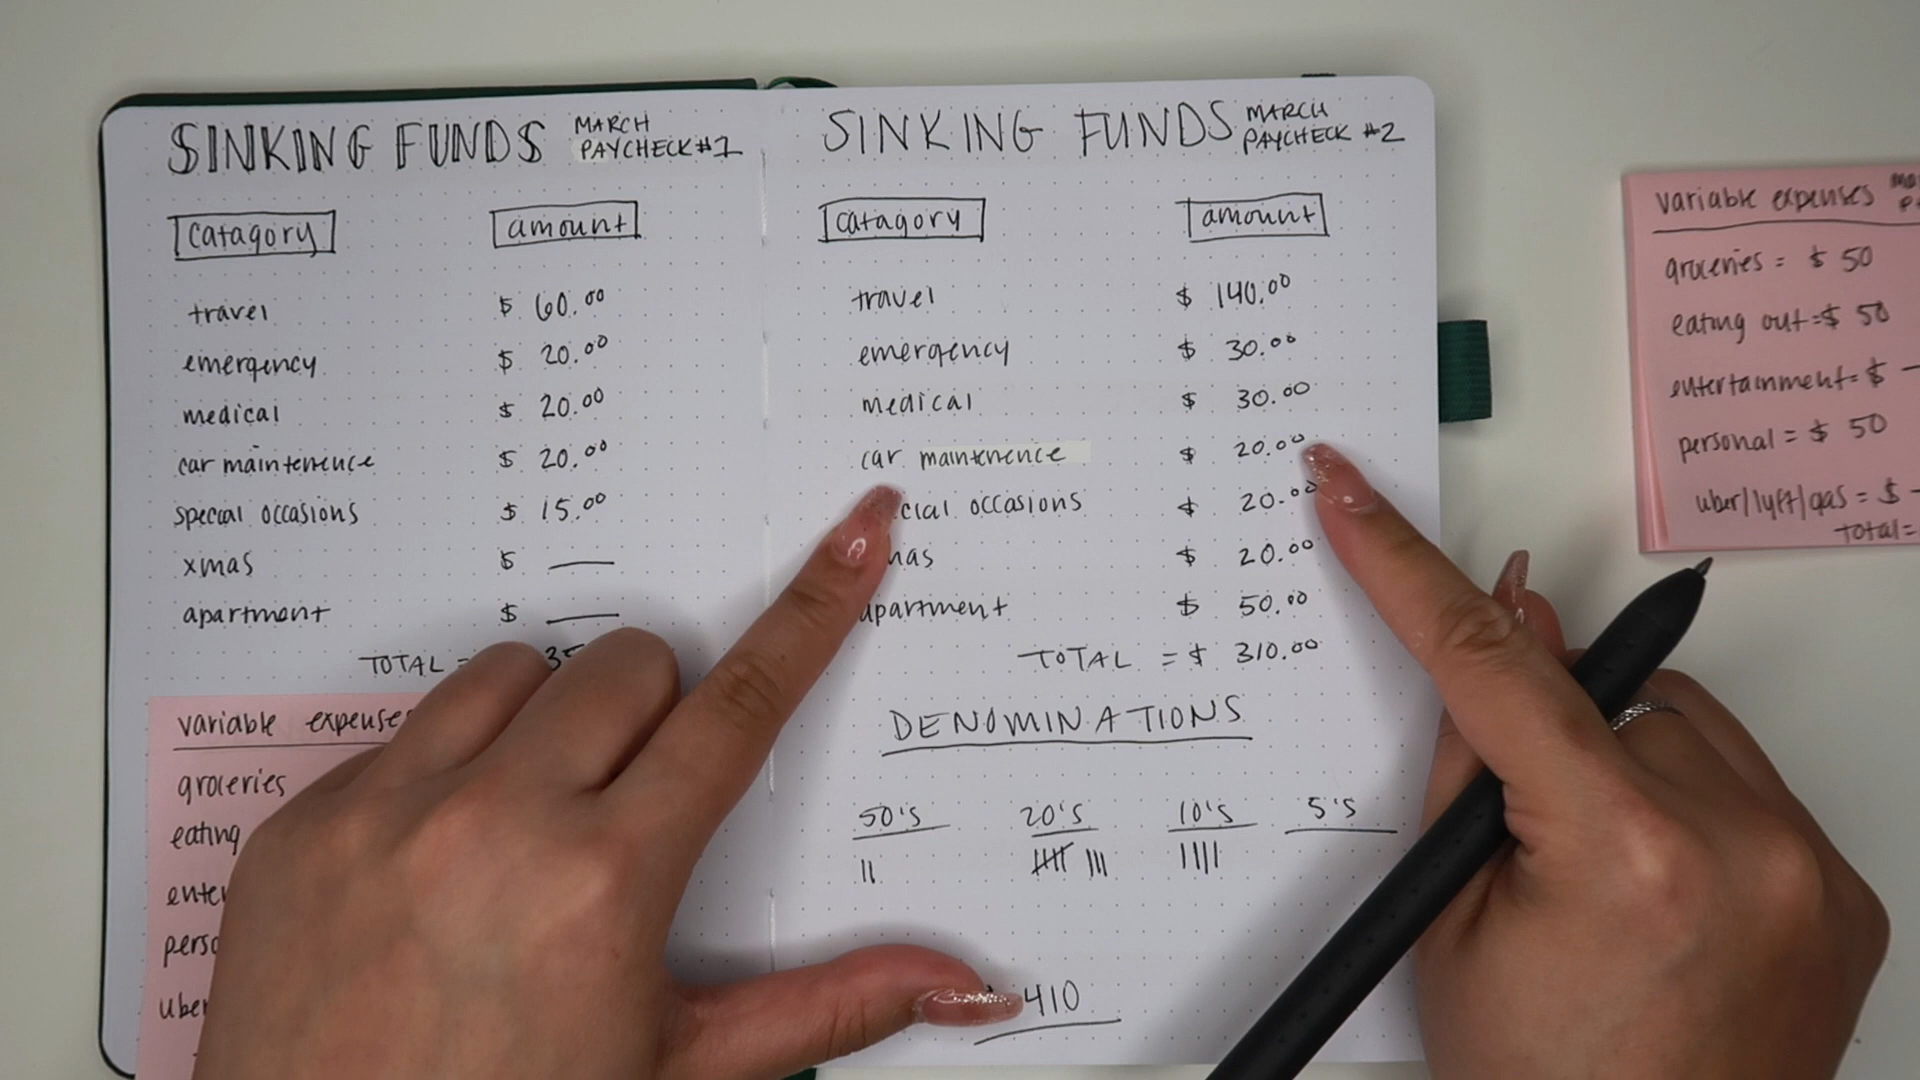 SINKING FUNDS MARCH PAYCHECK #1
catagory amount
travel $ 60.00
emergency $ 20.00
medical $ 20.00
car maintenence $ 20.00
special occasions $ 15.00
xmas $ —
apartment $ —
TOTAL =
variable expenses
groceries
eating
SINKING FUNDS MARCH PAYCHECK #2
catagory amount
travel $ 140.00
emergency $ 30.00
medical $ 30.00
car maintenence $ 20.00
occasions $ 20.00
$ 20.00
apartment $ 50.00
TOTAL = $ 310.00
DENOMINATIONS
50's 20's 10's 5's
|| |||| ||| ||||
410
variable expenses
groceries = $ 50
eating out = $ 50
entertainment = $ —
personal = $ 50
uber/lyft/gas = $ -
TOTAL =